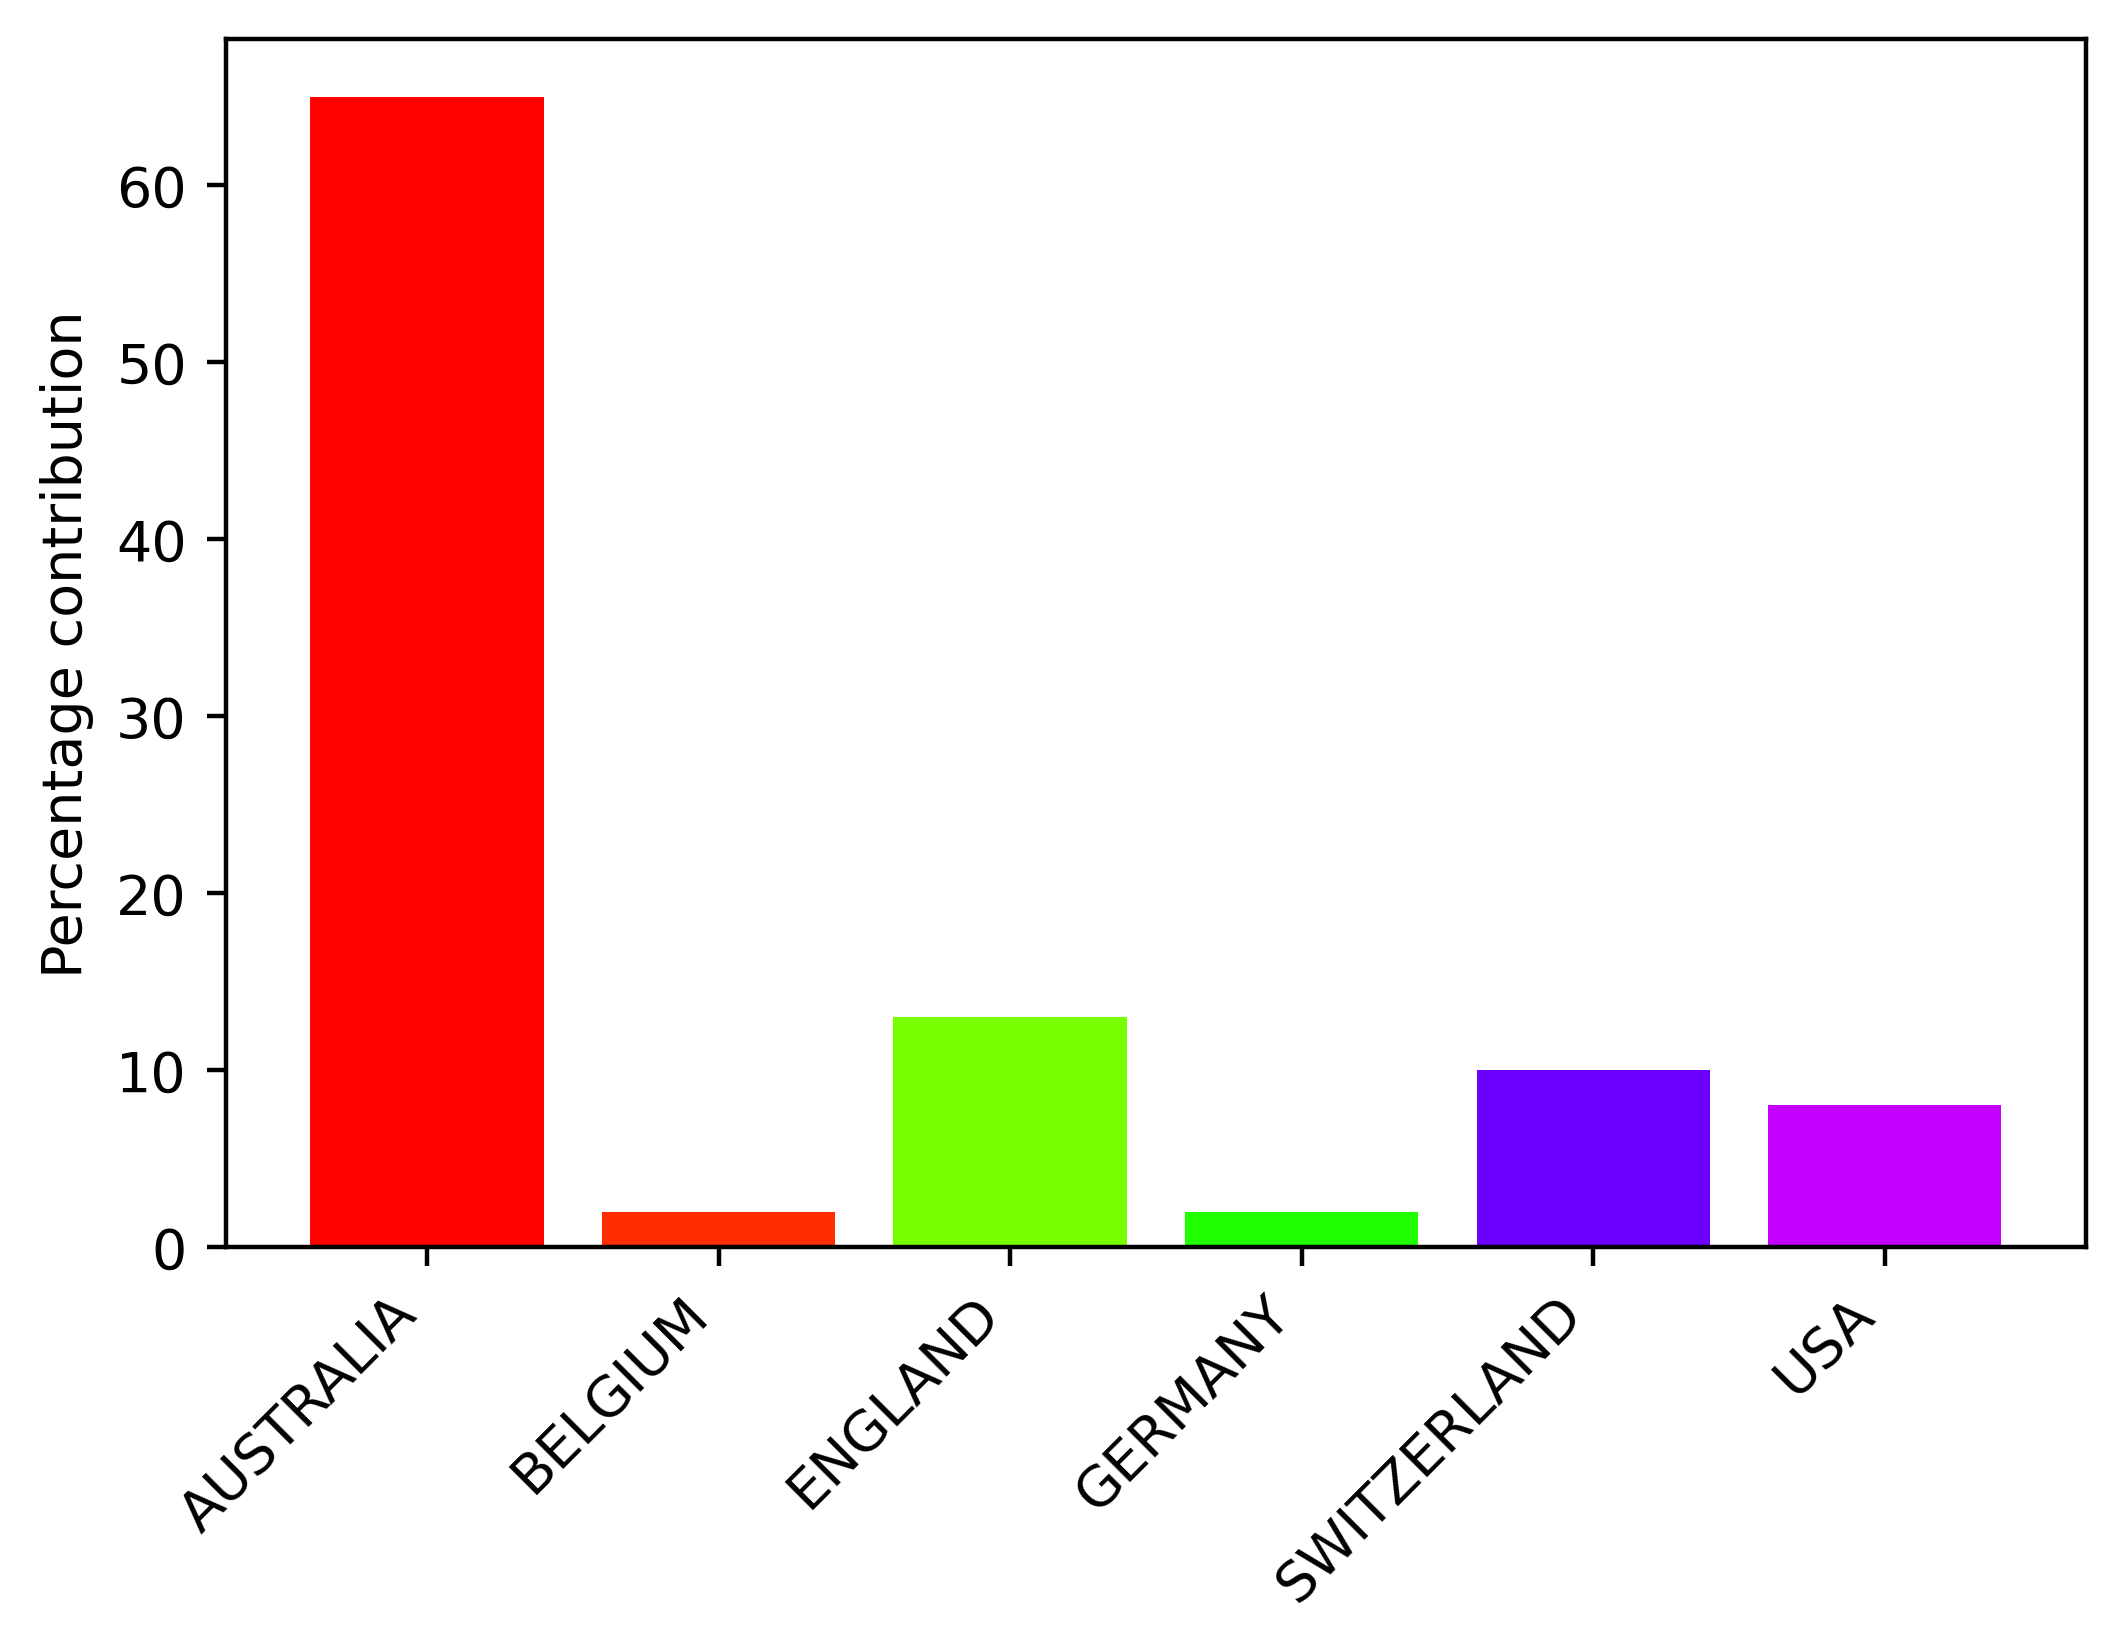 Percentage contribution
60
50
40
30
20
10
0
AUSTRALIA
BELGIUM
ENGLAND
GERMANY
SWITZERLAND
USA